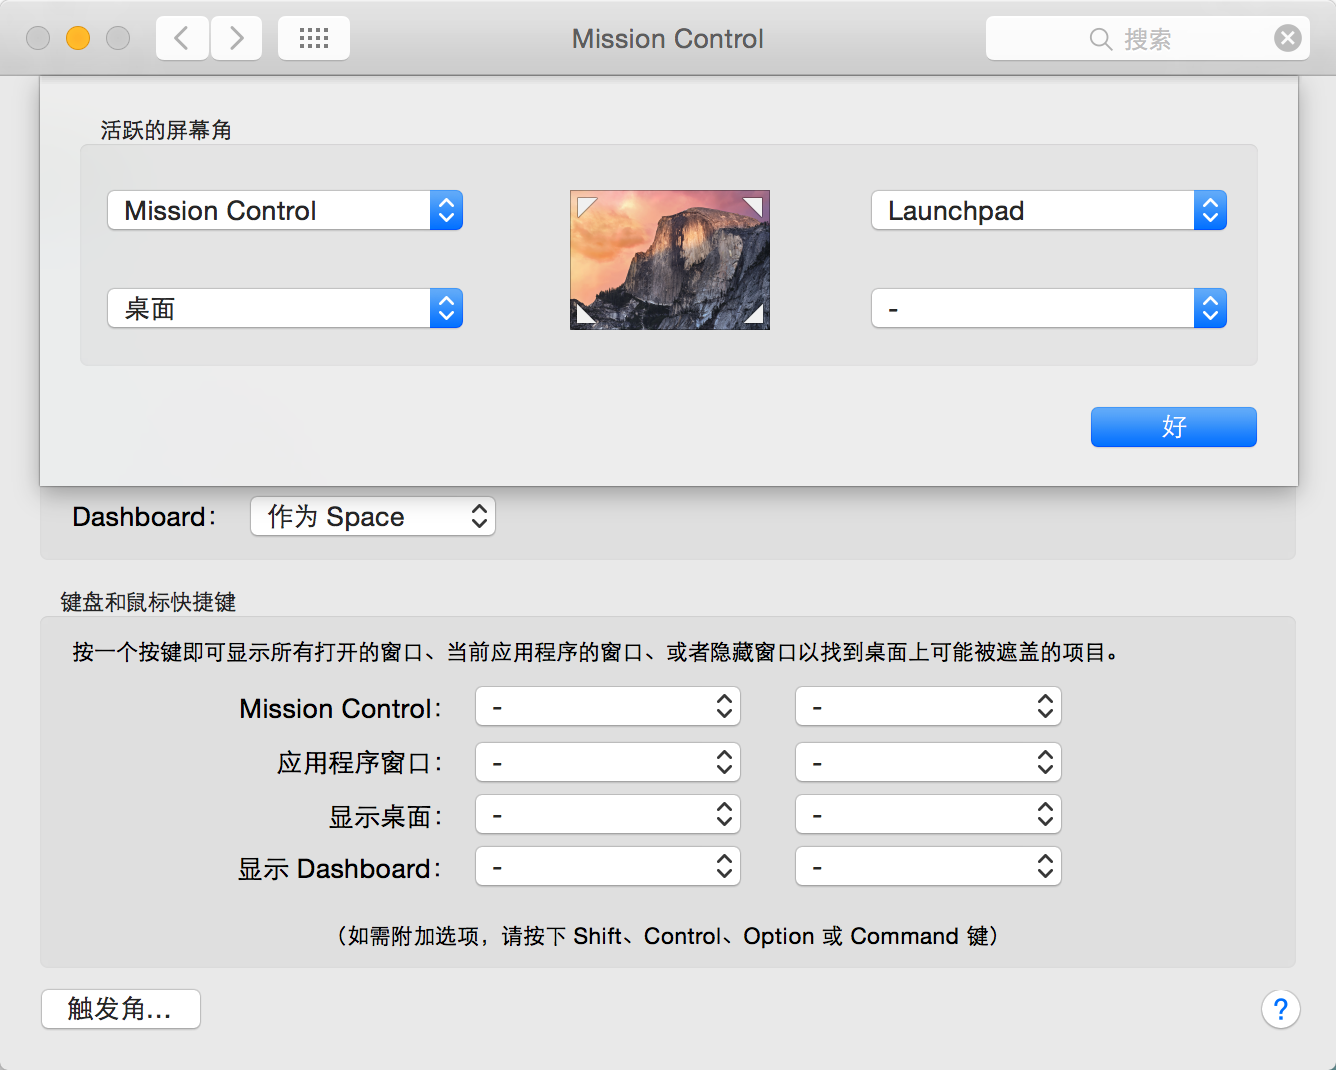 Mission Control
搜索
活跃的屏幕角
Mission Control
Launchpad
桌面
-
好
Dashboard：
作为 Space
键盘和鼠标快捷键
按一个按键即可显示所有打开的窗口、当前应用程序的窗口、或者隐藏窗口以找到桌面上可能被遮盖的项目。
Mission Control： - -
应用程序窗口： - -
显示桌面： - -
显示 Dashboard： - -
（如需附加选项，请按下 Shift、Control、Option 或 Command 键）
触发角...
?